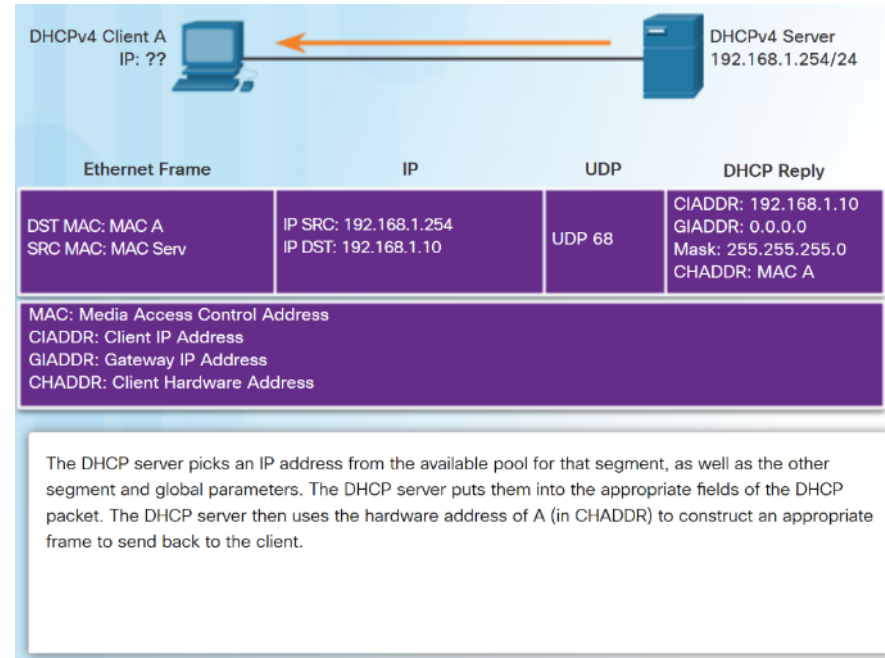 DHCPv4 Client A
IP: ??
DHCPv4 Server
192.168.1.254/24
Ethernet Frame
IP
UDP
DHCP Reply
DST MAC: MAC A
SRC MAC: MAC Serv
IP SRC: 192.168.1.254
IP DST: 192.168.1.10
UDP 68
CIADDR: 192.168.1.10
GIADDR: 0.0.0.0
Mask: 255.255.255.0
CHADDR: MAC A
MAC: Media Access Control Address
CIADDR: Client IP Address
GIADDR: Gateway IP Address
CHADDR: Client Hardware Address
The DHCP server picks an IP address from the available pool for that segment, as well as the other
segment and global parameters. The DHCP server puts them into the appropriate fields of the DHCP
packet. The DHCP server then uses the hardware address of A (in CHADDR) to construct an appropriate
frame to send back to the client.